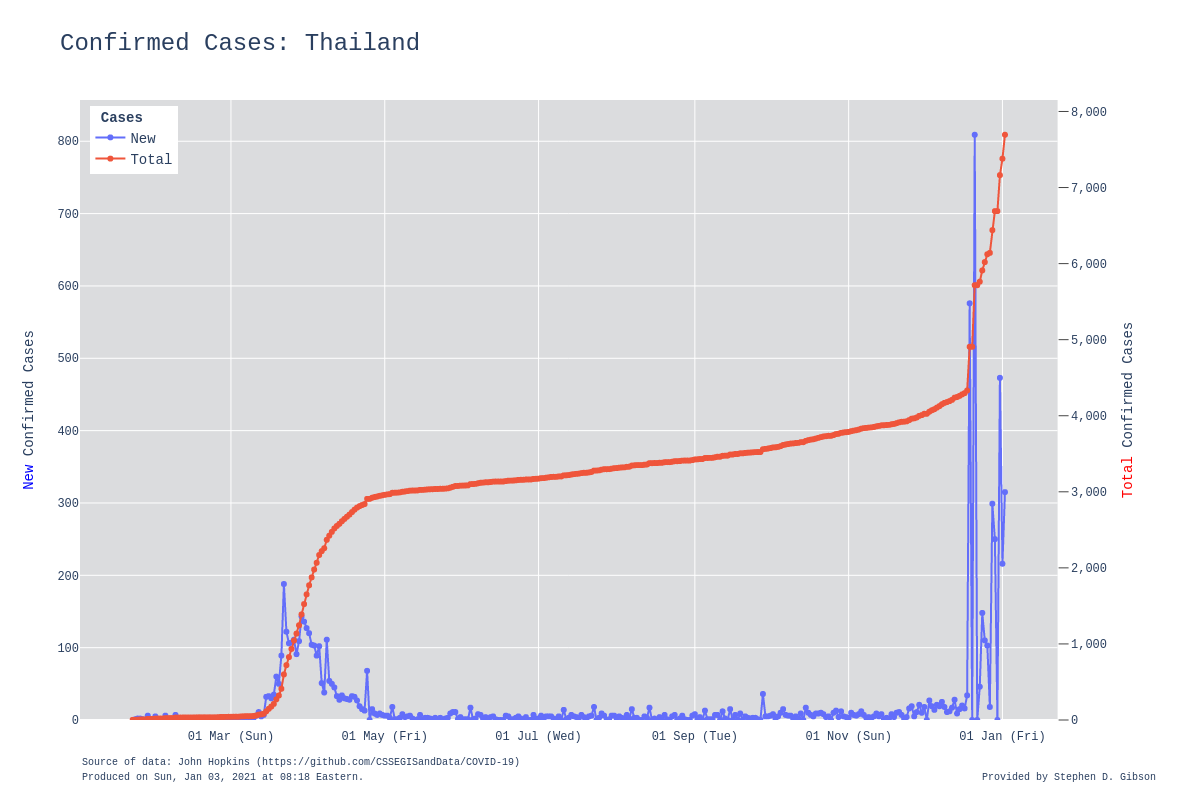 Confirmed Cases: Thailand
Cases
New
Total
800
700
600
500
400
300
200
100
0
New Confirmed Cases
8,000
7,000
6,000
5,000
4,000
3,000
2,000
1,000
0
Total Confirmed Cases
01 Mar (Sun) 01 May (Fri) 01 Jul (Wed) 01 Sep (Tue) 01 Nov (Sun) 01 Jan (Fri)
Source of data: John Hopkins (https://github.com/CSSEGISandData/COVID-19)
Produced on Sun, Jan 03, 2021 at 08:18 Eastern.
Provided by Stephen D. Gibson